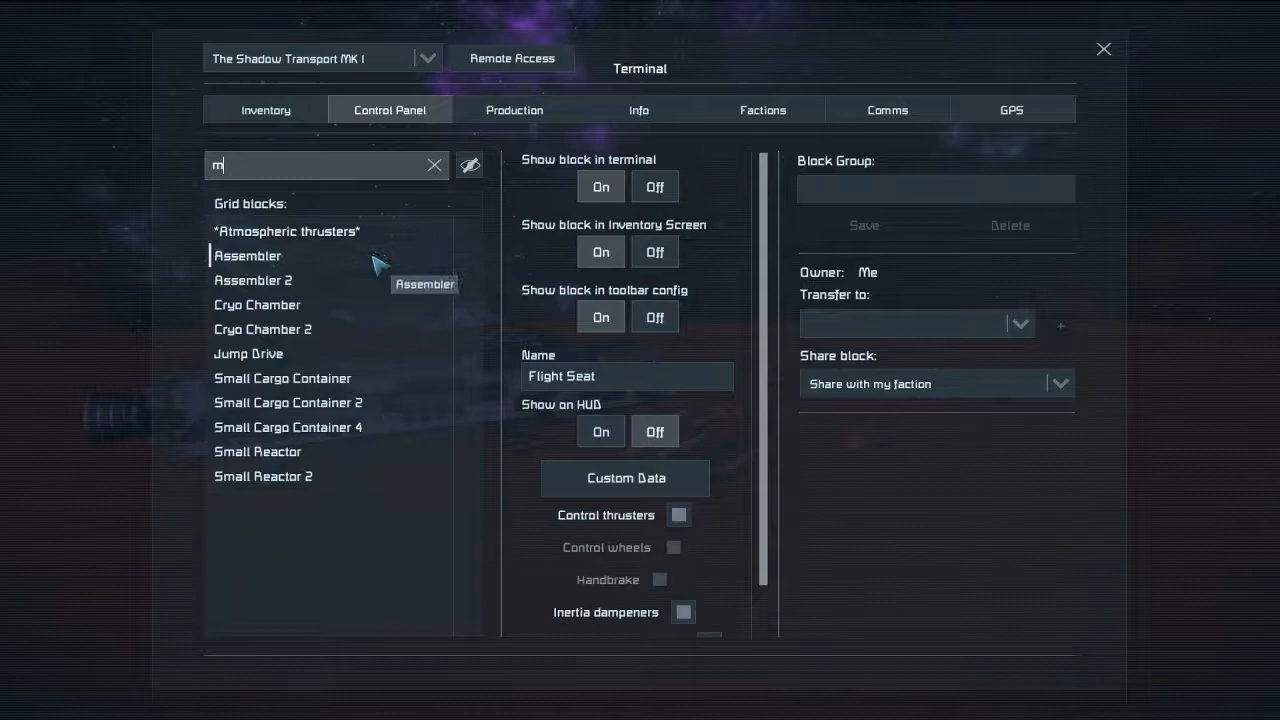 The Shadow Transport MK I
Remote Access
Terminal
Inventory
Control Panel
Production
Info
Factions
Comms
GPS
m
Grid blocks:
*Atmospheric thrusters*
Assembler
Assembler 2
Cryo Chamber
Cryo Chamber 2
Jump Drive
Small Cargo Container
Small Cargo Container 2
Small Cargo Container 4
Small Reactor
Small Reactor 2
Assembler
Show block in terminal
On Off
Show block in Inventory Screen
On Off
Show block in toolbar config
On Off
Name
Flight Seat
Show on HUD
On Off
Custom Data
Control thrusters
Control wheels
Handbrake
Inertia dampeners
Block Group:
Save Delete
Owner: Me
Transfer to:
+
Share block:
Share with my faction